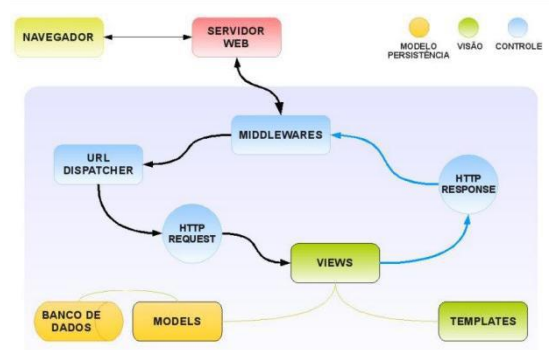 NAVEGADOR
SERVIDOR
WEB
MODELO
PERSISTÊNCIA
VISÃO
CONTROLE
MIDDLEWARES
URL
DISPATCHER
HTTP
RESPONSE
HTTP
REQUEST
VIEWS
BANCO DE
DADOS
MODELS
TEMPLATES